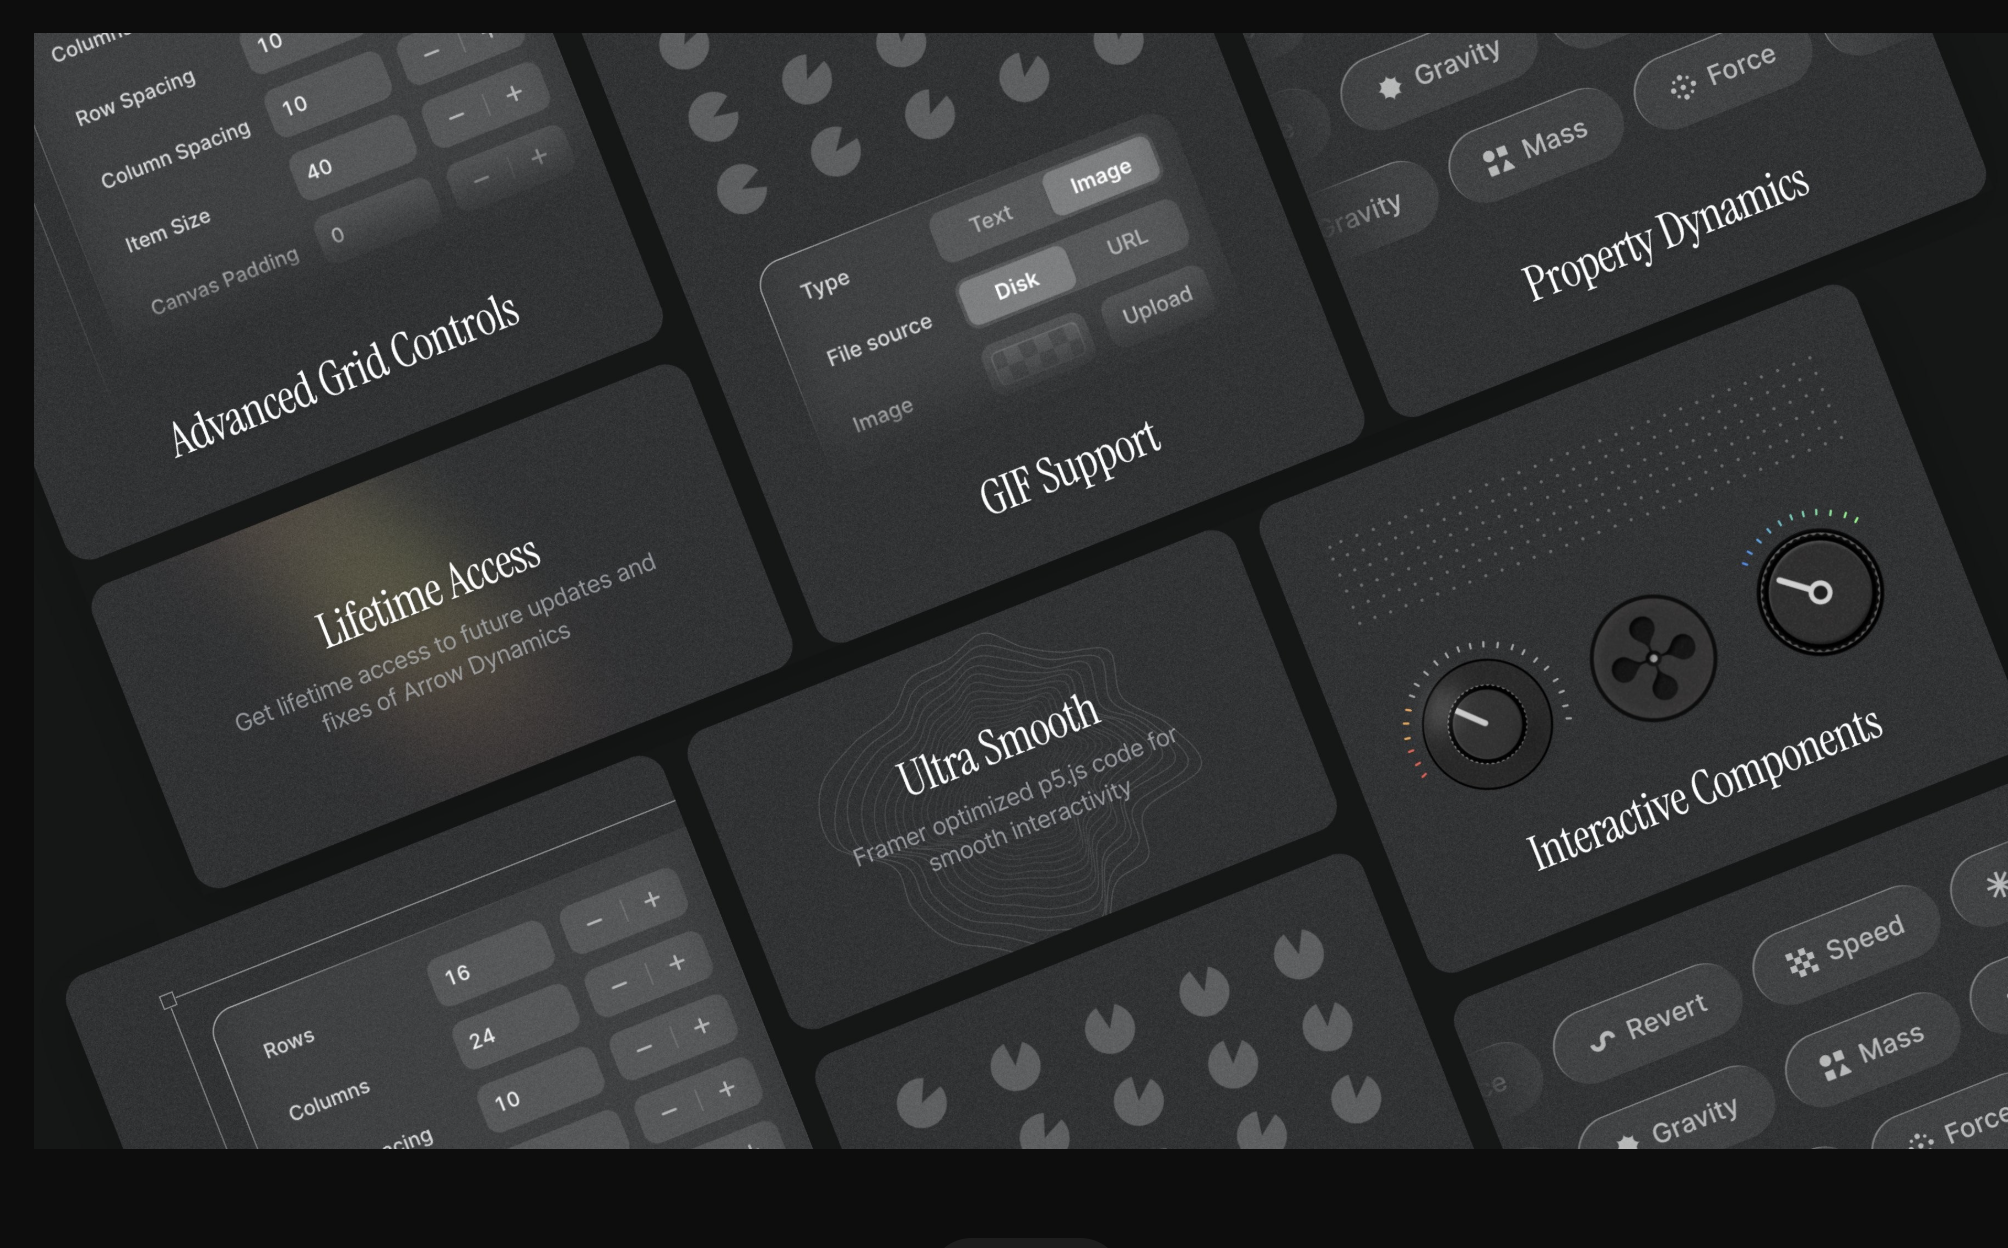 Row Spacing
10
Column Spacing
10
Item Size
40
Canvas Padding
0
Advanced Grid Controls
Type
Text
Image
File source
Disk
URL
Image
Upload
GIF Support
Gravity
Force
Mass
Gravity
Property Dynamics
Lifetime Access
Get lifetime access to future updates and
fixes of Arrow Dynamics
Ultra Smooth
Framer optimized p5.js code for
smooth interactivity
Interactive Components
Rows
16
Columns
24
10
Revert
Speed
Gravity
Mass
Force